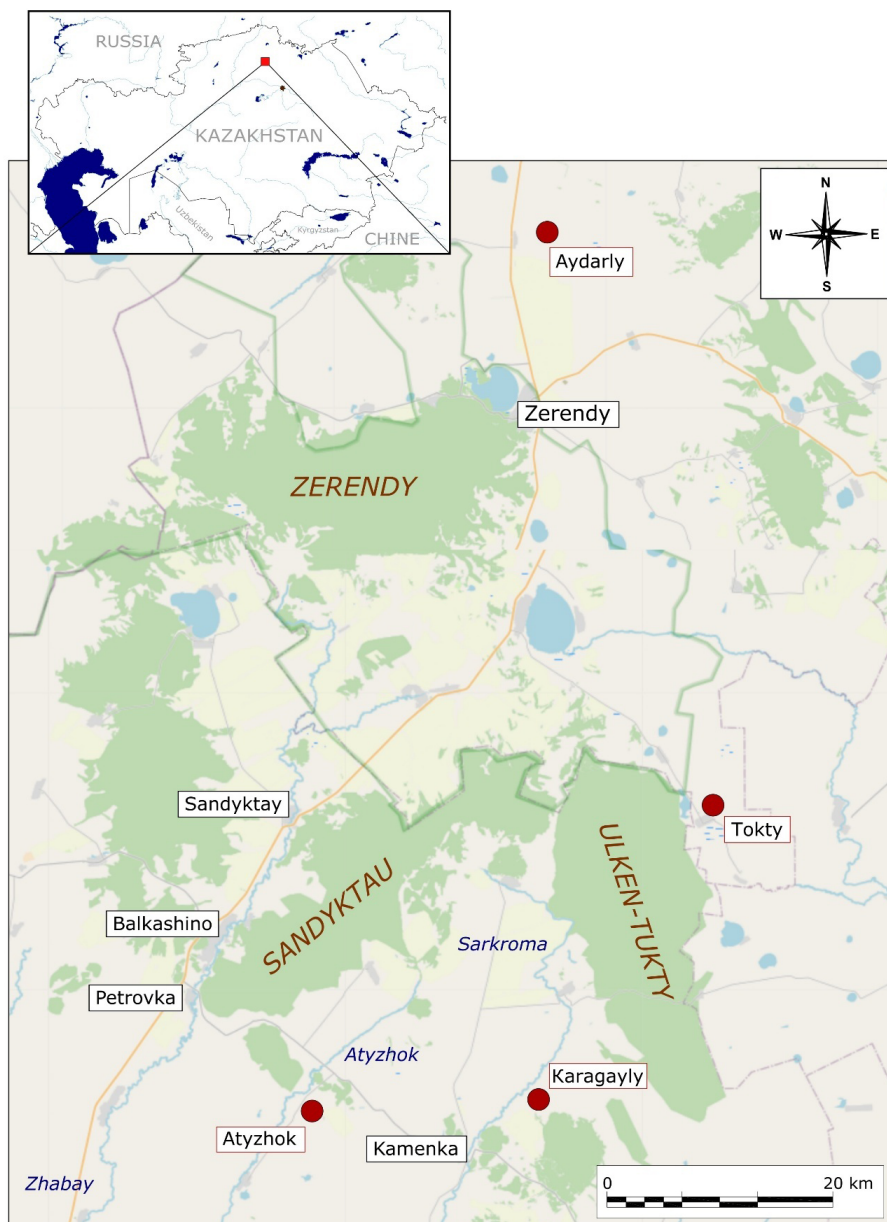 RUSSIA
KAZAKHSTAN
Uzbekistan
Kyrgyzstan
CHINE
N
W E
S
Aydarly
Zerendy
ZERENDY
Sandyktay
Tokty
SANDYKTAU
ULKEN-TUKTY
Balkashino
Sarkroma
Petrovka
Atyzhok
Karagayly
Atyzhok
Kamenka
Zhabay
0 20 km